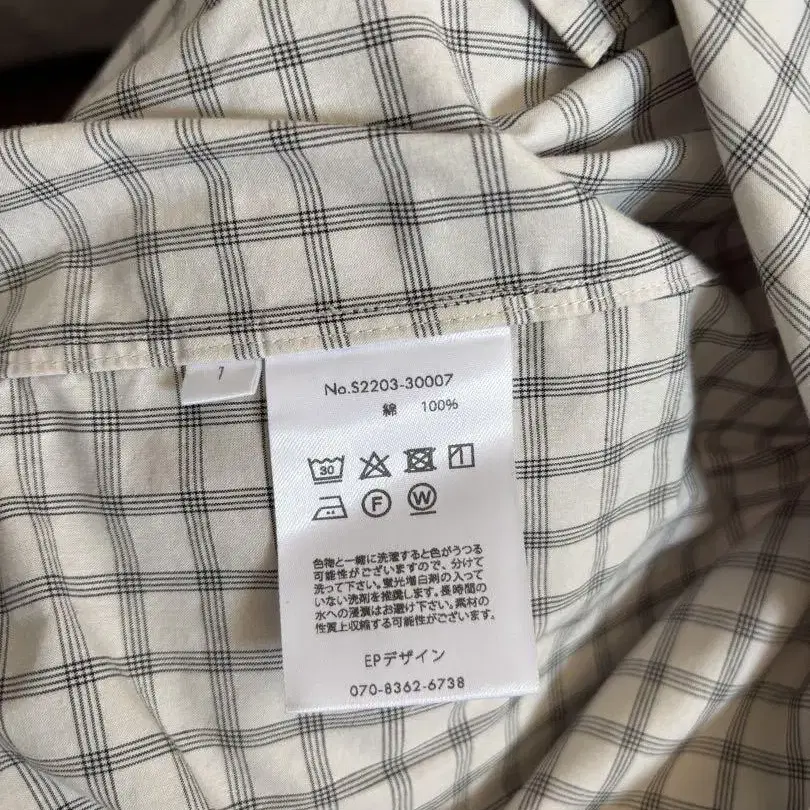 1
No.S2203-30007
綿 100%
30
F W
色物と一緒に洗濯すると色がうつる
可能性がございますので、分けて
洗って下さい。蛍光増白剤の入って
いない洗剤を推奨します。長時間の
水への浸漬はお避け下さい。素材の
性質上収縮する可能性がございます。
EPデザイン
070-8362-6738